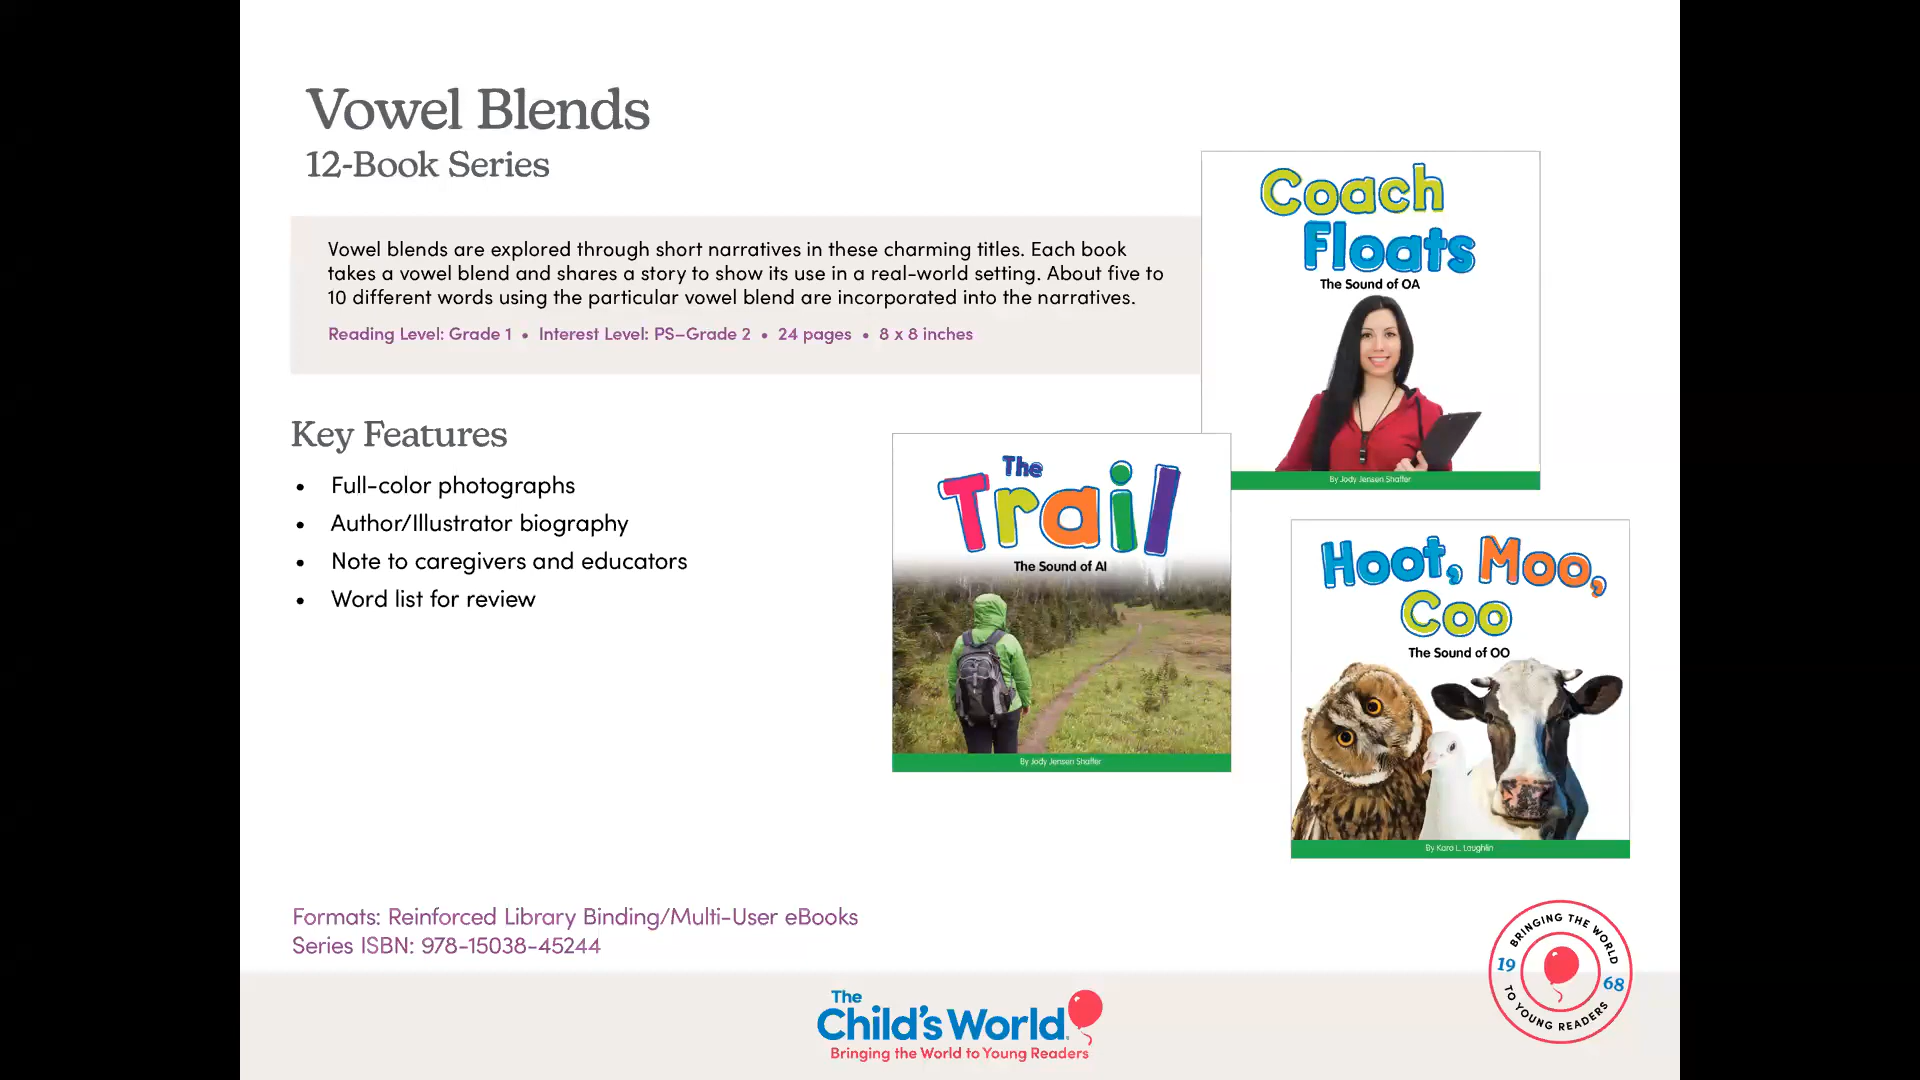 Vowel Blends
12-Book Series
Vowel blends are explored through short narratives in these charming titles. Each book
takes a vowel blend and shares a story to show its use in a real-world setting. About five to
10 different words using the particular vowel blend are incorporated into the narratives.
Reading Level: Grade 1 • Interest Level: PS–Grade 2 • 24 pages • 8 x 8 inches
Key Features
• Full-color photographs
• Author/Illustrator biography
• Note to caregivers and educators
• Word list for review
Coach
Floats
The Sound of OA
By Jody Jensen Shaffer
The
Trail
The Sound of AI
By Jody Jensen Shaffer
Hoot, Moo,
Coo
The Sound of OO
By Kara L. Laughlin
Formats: Reinforced Library Binding/Multi-User eBooks
Series ISBN: 978-15038-45244
The
Child's World
Bringing the World to Young Readers
BRINGING THE WORLD
19 68
TO YOUNG READERS